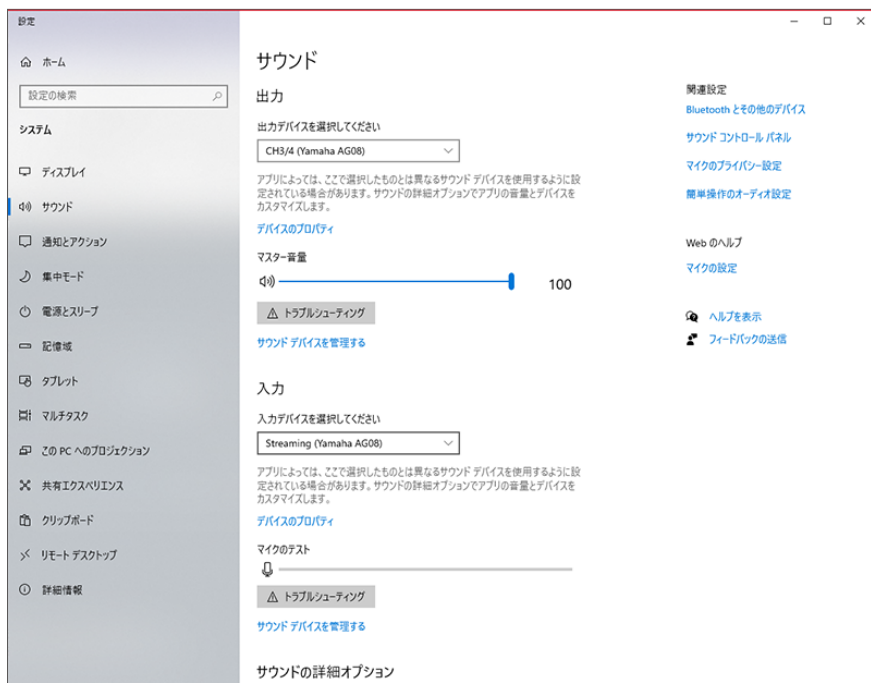 設定
ホーム
設定の検索
システム
ディスプレイ
サウンド
通知とアクション
集中モード
電源とスリープ
記憶域
タブレット
マルチタスク
この PC へのプロジェクション
共有エクスペリエンス
クリップボード
リモート デスクトップ
詳細情報
サウンド
出力
出力デバイスを選択してください
CH3/4 (Yamaha AG08)
アプリによっては、ここで選択したものとは異なるサウンド デバイスを使用するように設
定されている場合があります。サウンドの詳細オプションでアプリの音量とデバイスを
カスタマイズします。
デバイスのプロパティ
マスター音量
100
トラブルシューティング
サウンド デバイスを管理する
入力
入力デバイスを選択してください
Streaming (Yamaha AG08)
アプリによっては、ここで選択したものとは異なるサウンド デバイスを使用するように設
定されている場合があります。サウンドの詳細オプションでアプリの音量とデバイスを
カスタマイズします。
デバイスのプロパティ
マイクのテスト
トラブルシューティング
サウンド デバイスを管理する
サウンドの詳細オプション
関連設定
Bluetooth とその他のデバイス
サウンド コントロール パネル
マイクのプライバシー設定
簡単操作のオーディオ設定
Web のヘルプ
マイクの設定
ヘルプを表示
フィードバックの送信